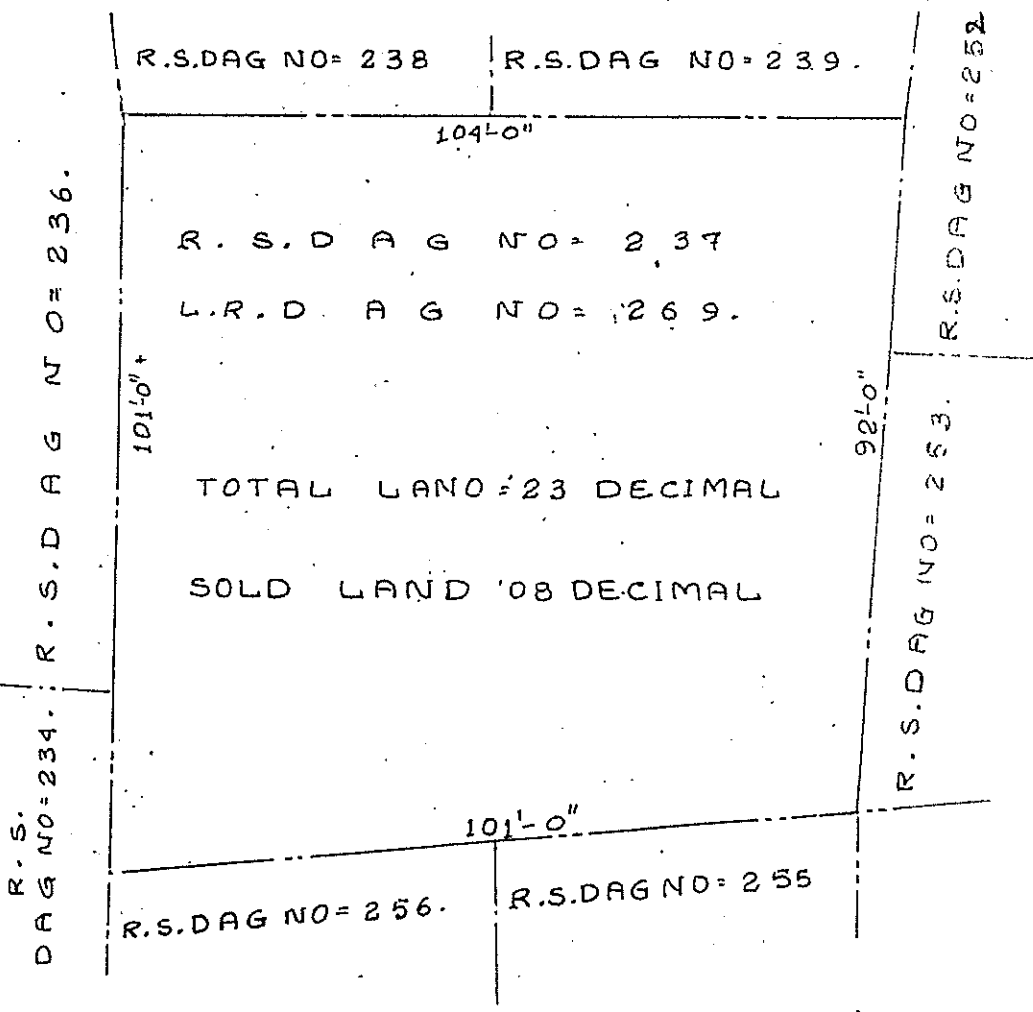 R.S.DAG NO= 238
R.S.DAG NO=239.
R.S.DAG NO=252
104'-0"
R.S.DAG NO=236.
R.S.DAG NO= 237
L.R.DAG NO= 269.
101'-0"+
92'-0"
R.S.DAG NO=253.
TOTAL LAND='23 DECIMAL
SOLD LAND '08 DECIMAL
R.S.
DAG NO=234.
101'-0"
R.S.DAG NO=256.
R.S.DAG NO=255